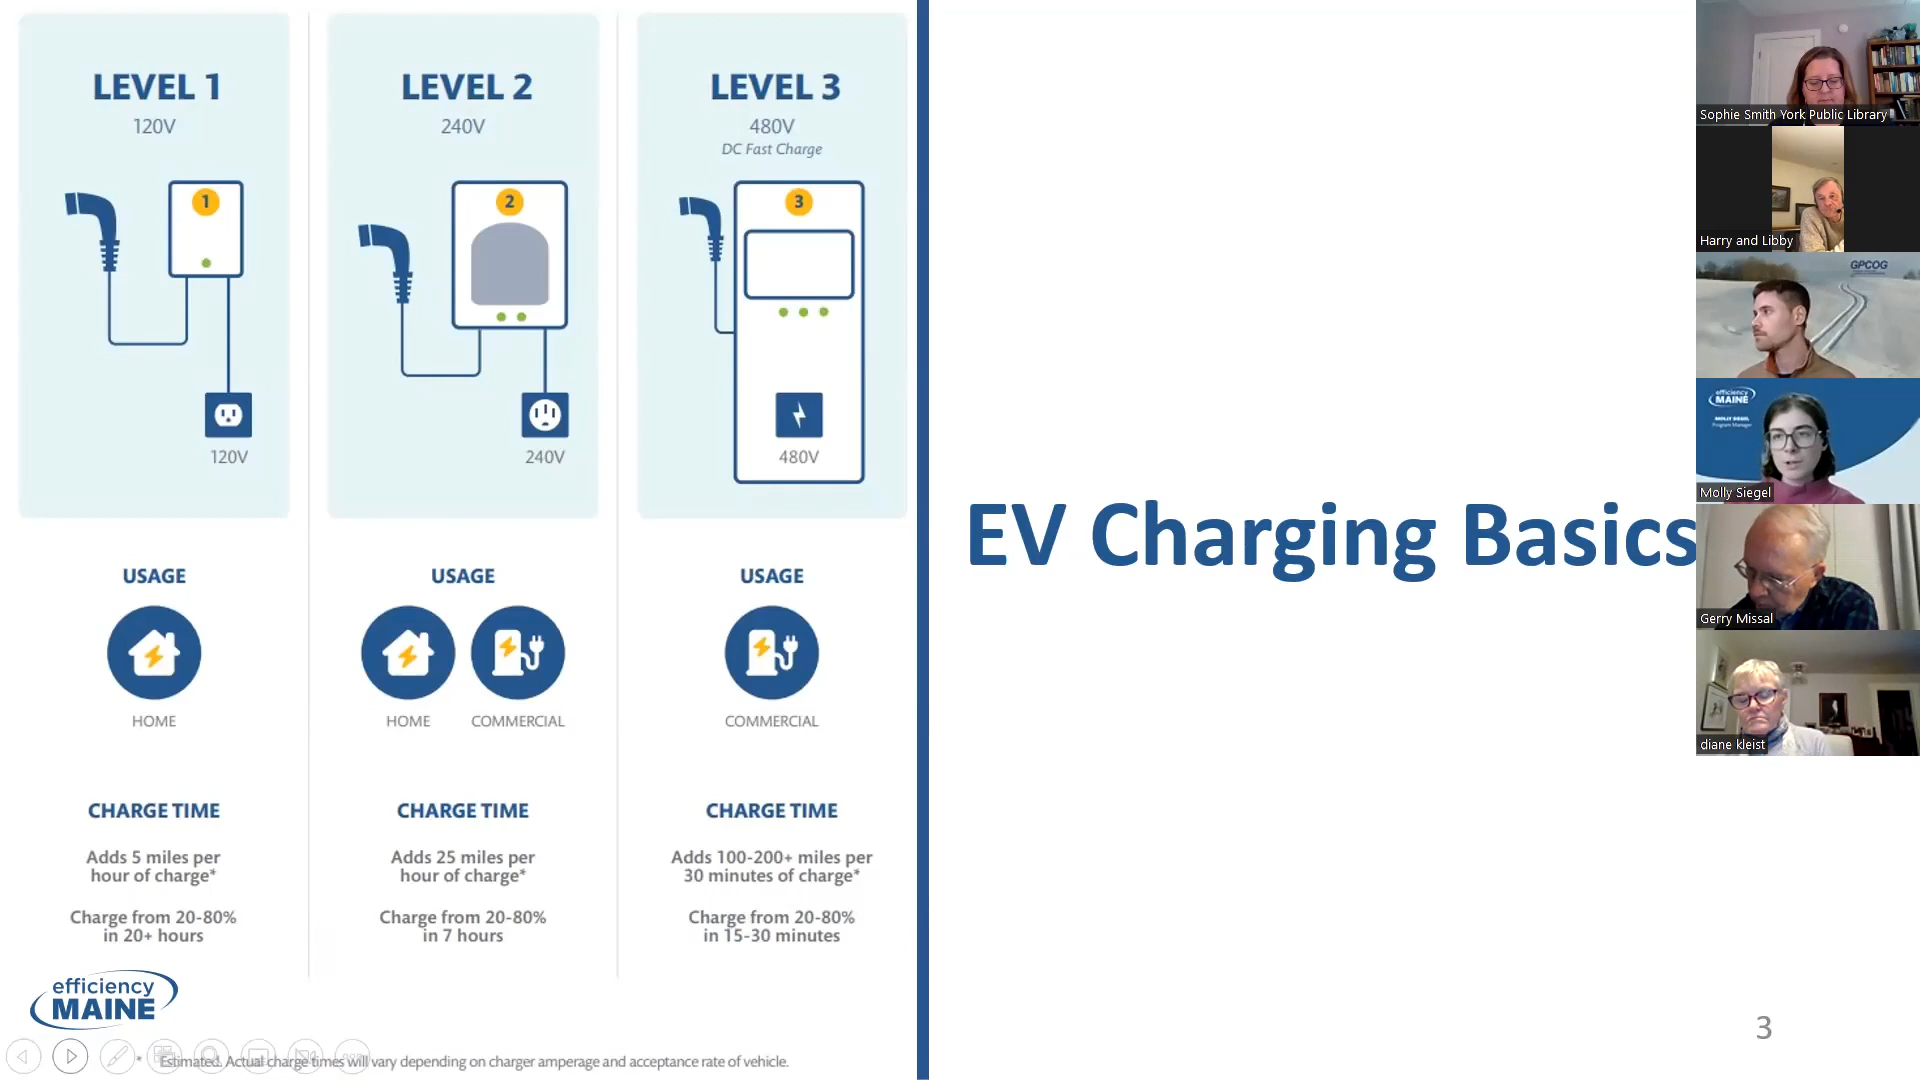 LEVEL 1
120V
1
120V
USAGE
HOME
CHARGE TIME
Adds 5 miles per
hour of charge*
Charge from 20-80%
in 20+ hours
LEVEL 2
240V
2
240V
USAGE
HOME
COMMERCIAL
CHARGE TIME
Adds 25 miles per
hour of charge*
Charge from 20-80%
in 7 hours
LEVEL 3
480V
DC Fast Charge
3
480V
USAGE
COMMERCIAL
CHARGE TIME
Adds 100-200+ miles per
30 minutes of charge*
Charge from 20-80%
in 15-30 minutes
efficiency
MAINE
* Estimated. Actual charge times will vary depending on charger amperage and acceptance rate of vehicle.
EV Charging Basics
3
Sophie Smith York Public Library
Harry and Libby
GPCOG
efficiency
MAINE
MOLLY SIEGEL
Program Manager
Molly Siegel
Gerry Missal
diane kleist